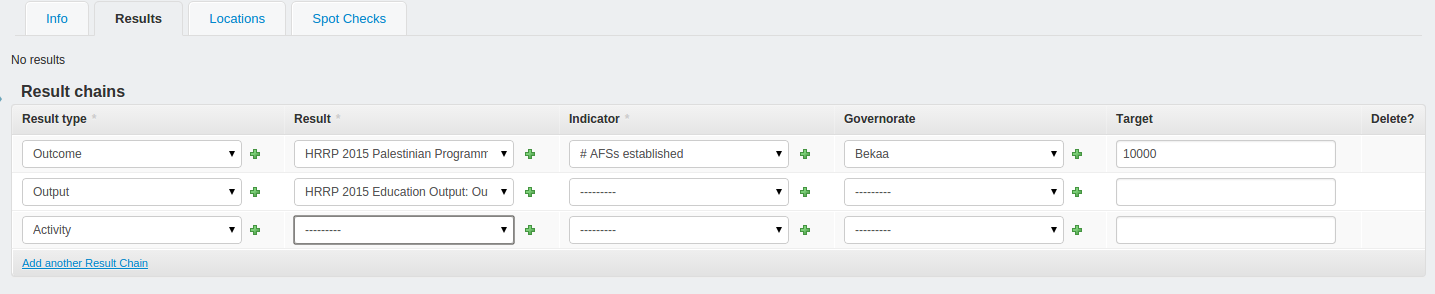 Info Results Locations Spot Checks
No results
Result chains
Result type * Result * Indicator * Governorate Target Delete?
Outcome HRRP 2015 Palestinian Programm # AFSs established Bekaa 10000
Output HRRP 2015 Education Output: Ou --------- ---------
Activity --------- --------- ---------
Add another Result Chain